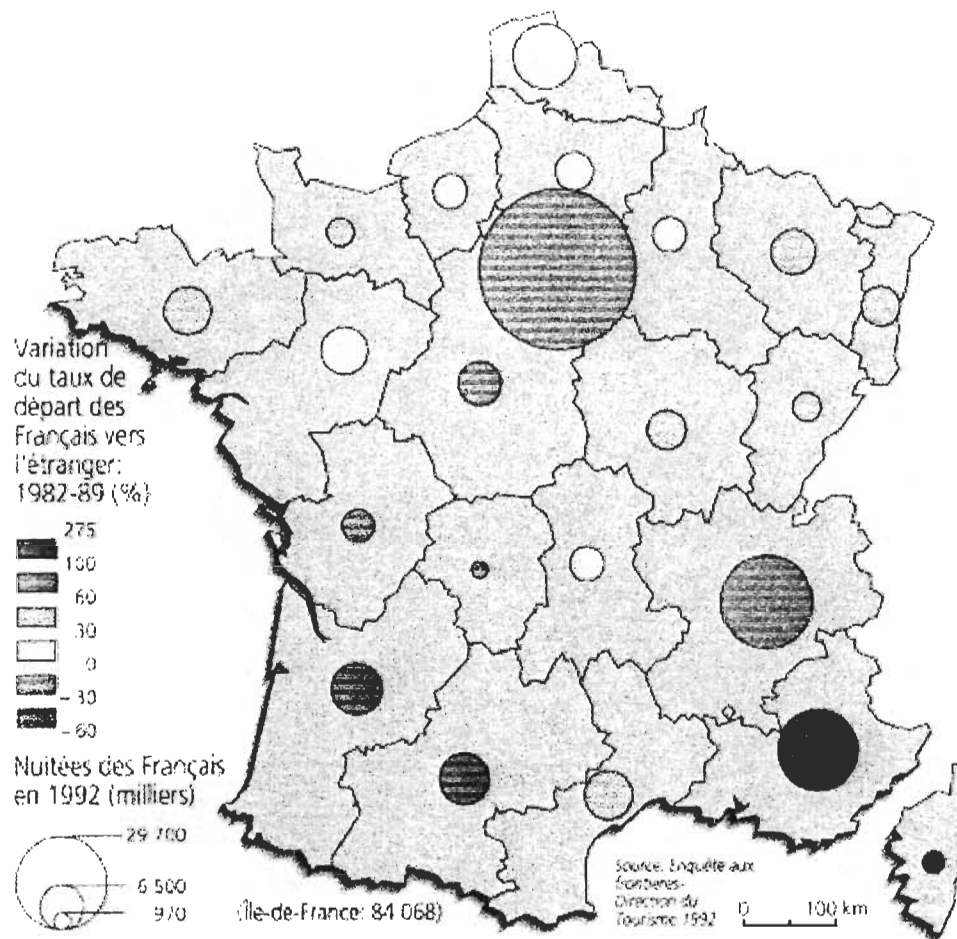 Variation
du taux de
départ des
Français vers
l'étranger:
1982-89 (%)
275
100
60
30
0
-30
-60
Nuitées des Français
en 1992 (milliers)
29 700
6 500
970
(Île-de-France: 84 068)
Source: Enquête aux
frontières-
Direction du
Tourisme 1992
0 100 km